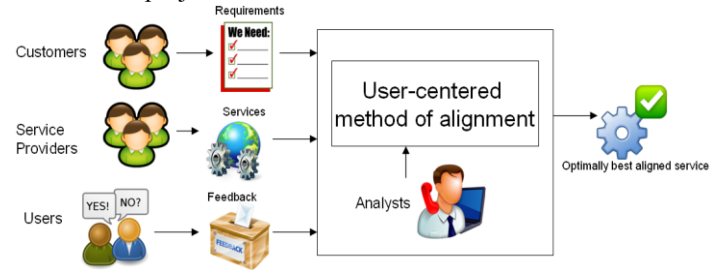 Requirements
We Need:
Customers
User-centered
method of alignment
Services
Service
Providers
Optimally best aligned service
Feedback
YES!
NO?
Users
FEEDBACK
Analysts